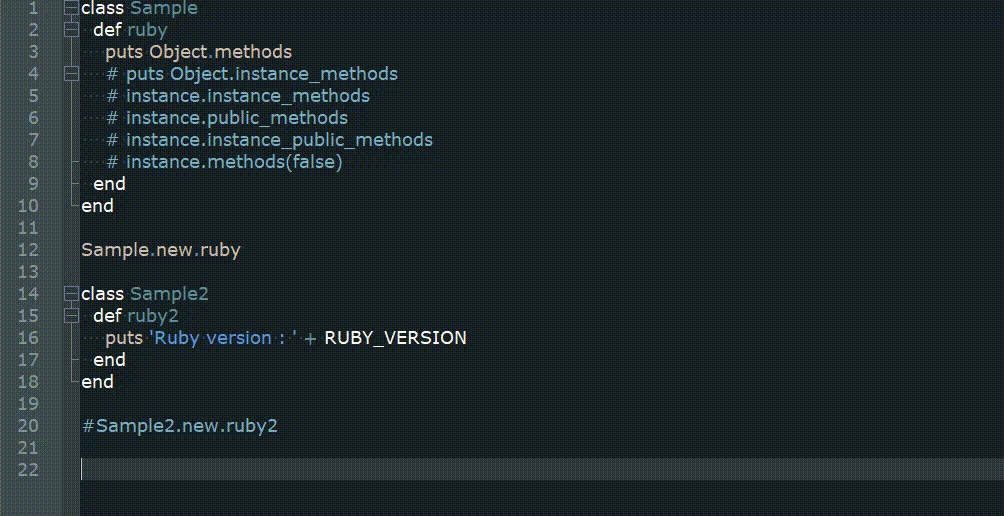 1 class Sample
2 def ruby
3 puts Object.methods
4 # puts Object.instance_methods
5 # instance.instance_methods
6 # instance.public_methods
7 # instance.instance_public_methods
8 # instance.methods(false)
9 end
10 end
11
12 Sample.new.ruby
13
14 class Sample2
15 def ruby2
16 puts 'Ruby version : ' + RUBY_VERSION
17 end
18 end
19
20 #Sample2.new.ruby2
21
22